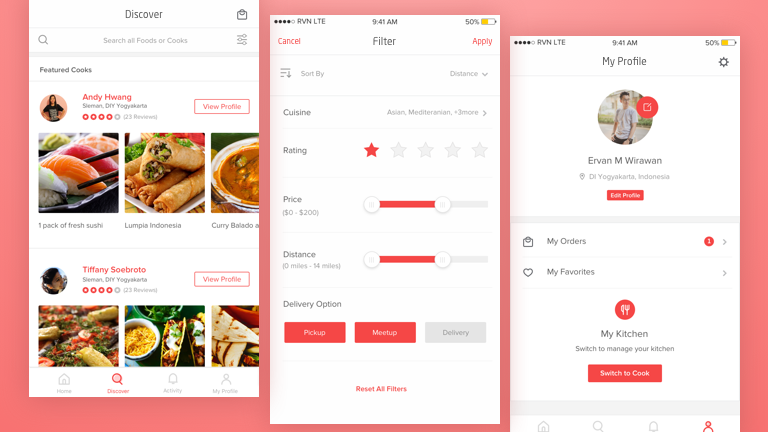 Discover
Search all Foods or Cooks
Featured Cooks
Andy Hwang
Sleman, DIY Yogyakarta
(23 Reviews)
View Profile
1 pack of fresh sushi
Lumpia Indonesia
Curry Balado a
Tiffany Soebroto
Sleman, DIY Yogyakarta
(23 Reviews)
View Profile
Home
Discover
Activity
My Profile
RVN LTE
9:41 AM
50%
Cancel
Filter
Apply
Sort By
Distance
Cuisine
Asian, Mediteranian, +3more
Rating
Price
($0 - $200)
Distance
(0 miles - 14 miles)
Delivery Option
Pickup
Meetup
Delivery
Reset All Filters
RVN LTE
9:41 AM
50%
My Profile
Ervan M Wirawan
DI Yogyakarta, Indonesia
Edit Profile
My Orders
1
My Favorites
My Kitchen
Switch to manage your kitchen
Switch to Cook